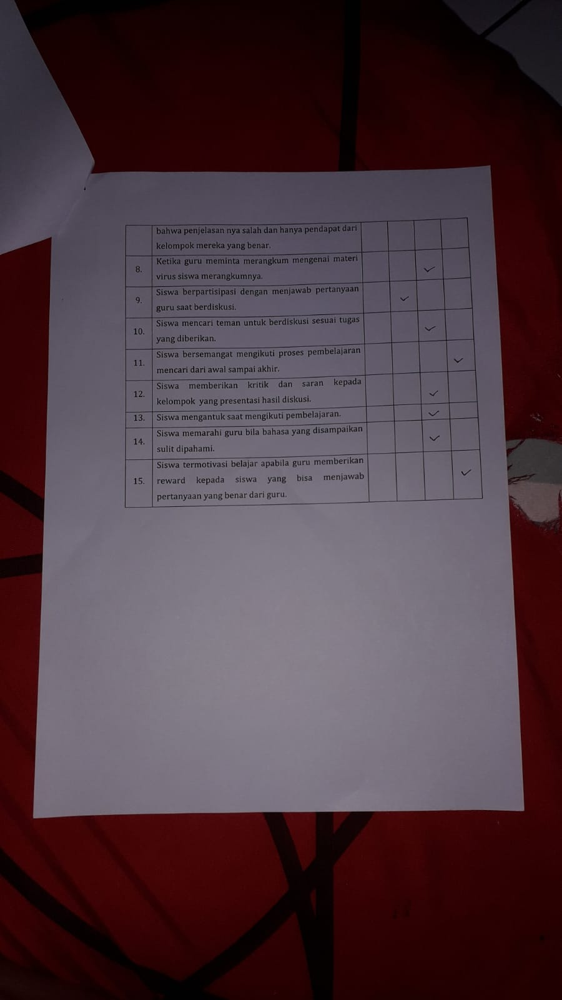 bahwa penjelasan nya salah dan hanya pendapat dari
kelompok mereka yang benar.
8. Ketika guru meminta merangkum mengenai materi
virus siswa merangkumnya.
9. Siswa berpartisipasi dengan menjawab pertanyaan
guru saat berdiskusi.
10. Siswa mencari teman untuk berdiskusi sesuai tugas
yang diberikan.
11. Siswa bersemangat mengikuti proses pembelajaran
mencari dari awal sampai akhir.
12. Siswa memberikan kritik dan saran kepada
kelompok yang presentasi hasil diskusi.
13. Siswa mengantuk saat mengikuti pembelajaran.
14. Siswa memarahi guru bila bahasa yang disampaikan
sulit dipahami.
15. Siswa termotivasi belajar apabila guru memberikan
reward kepada siswa yang bisa menjawab
pertanyaan yang benar dari guru.